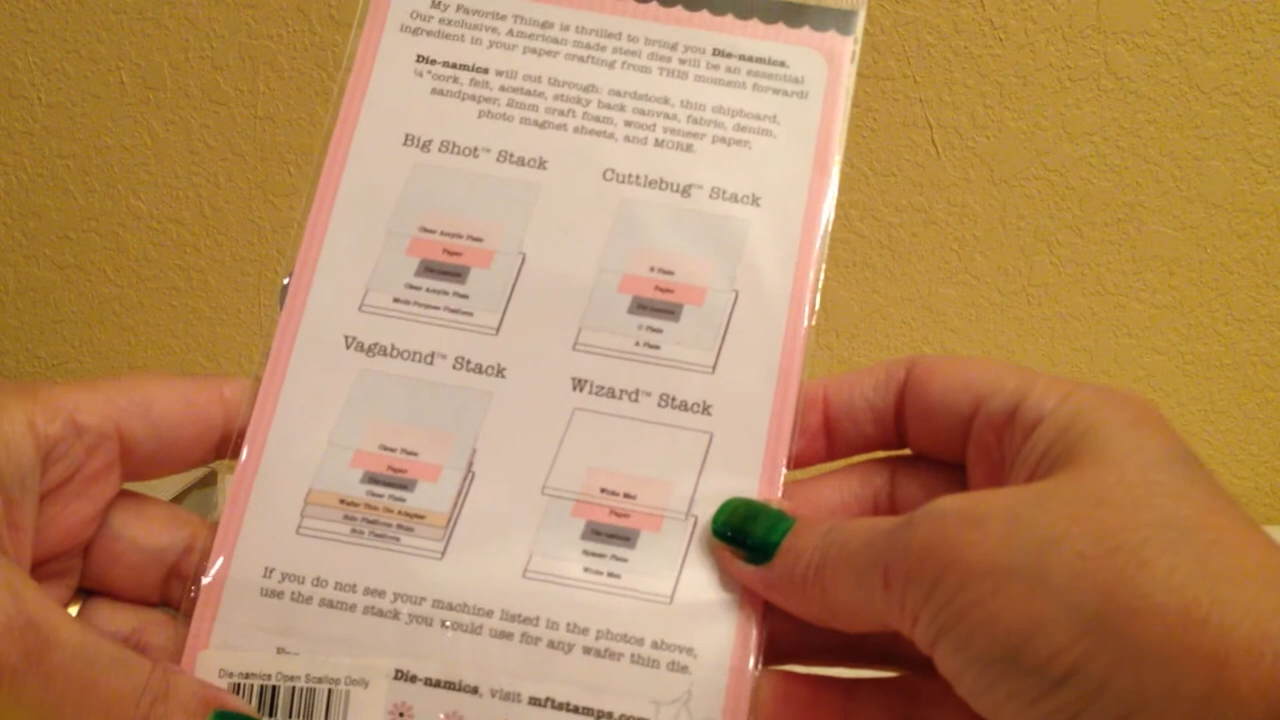 My Favorite Things is thrilled to bring you Die-namics.
Our exclusive, American-made steel dies will be an essential
ingredient in your paper crafting from THIS moment forward!
Die-namics will cut through: cardstock, thin chipboard,
¼" cork, felt, acetate, sticky back canvas, fabric, denim,
sandpaper, 2mm craft foam, wood veneer paper,
photo magnet sheets, and MORE.
Big Shot™ Stack
Clear Acrylic Plate
Paper
Die-namics
Clear Acrylic Plate
Multi-Purpose Platform
Cuttlebug™ Stack
B Plate
Paper
Die-namics
C Plate
A Plate
Vagabond™ Stack
Clear Plate
Paper
Die-namics
Clear Plate
Wafer Thin Die Adapter
Platform
Platform
Wizard™ Stack
White Mat
Paper
Die-namics
Spacer Plate
White Mat
If you do not see your machine listed in the photos above,
use the same stack you would use for any wafer thin die.
Die-namics Open Scallop Doily
Die-namics, visit mftstamps.com